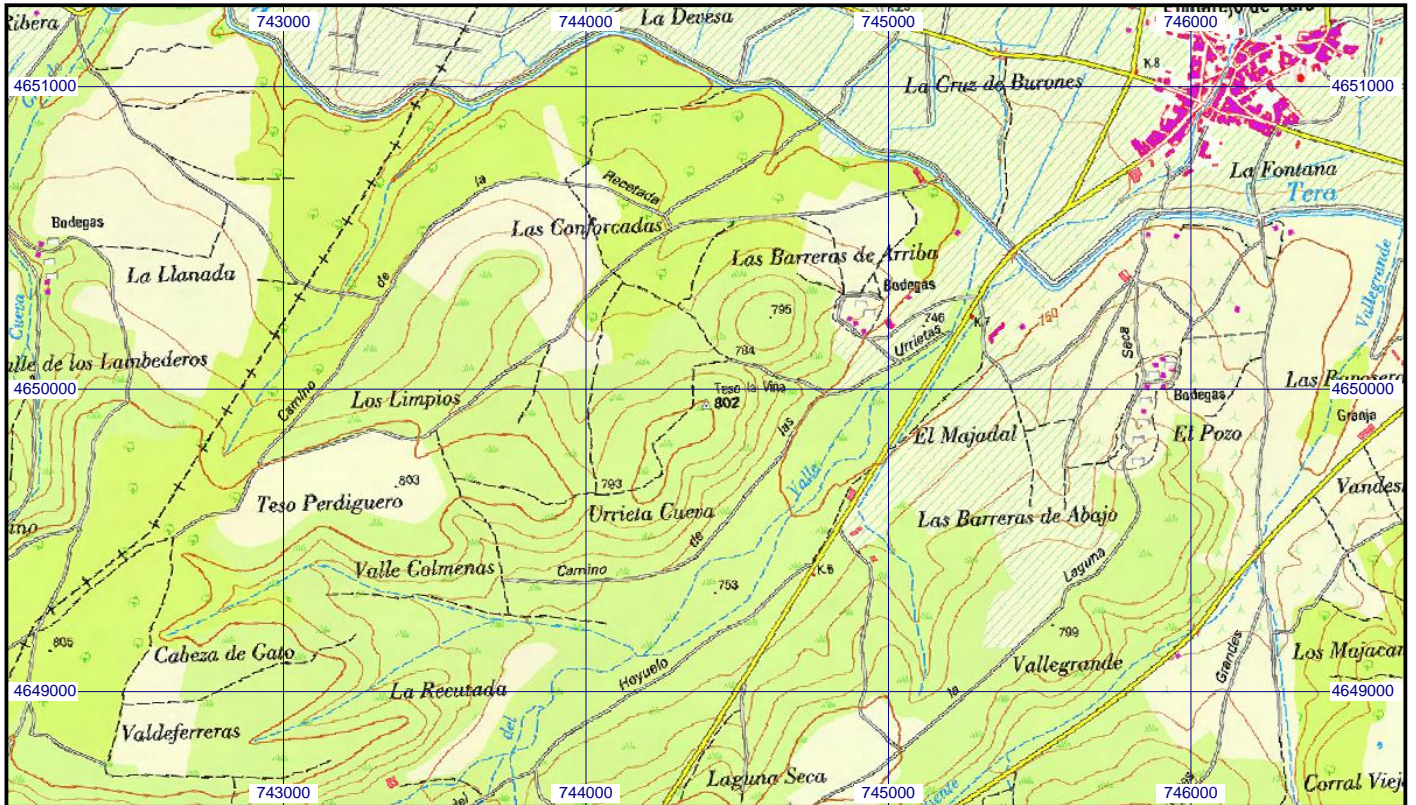 743000
744000
745000
746000
Ribera
La Devesa
K.8
4651000
La Cruz de Burones
4651000
La Fontana
Tera
la
Recetada
Bodegas
Las Conforcadas
La Llanada
de
Las Barreras de Arriba
Bodegas
Vallegrande
795
746
750
K.7
Urrietas
Cueva
Seca
784
alle de los Lambederos
4650000
Teso la Viña
4650000
Camino
Los Limpios
802
Bodegas
Granja
las
El Majadal
El Pozo
803
793
Valle
Teso Perdiguero
Urrieta Cueva
Las Barreras de Abajo
ino
de
Valle Colmenas
Camino
K.6
Laguna
753
805
799
Cabeza de Gato
Vallegrande
Grandes
Hoyuelo
La Recutada
la
4649000
4649000
Valdeferreras
del
Laguna Seca
Corral Viej
del
743000
744000
745000
746000